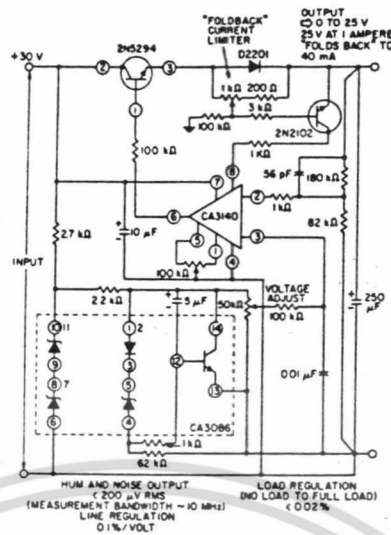 "FOLDBACK"
CURRENT
LIMITER
OUTPUT
0 TO 25 V
25 V AT 1 AMPERE
"FOLDS BACK" TO
40 mA
+30 V
2
2N5294
3
D2201
1
1 kΩ
200 Ω
3 kΩ
100 kΩ
2N2102
100 kΩ
1 KΩ
56 pF
180 kΩ
8
7
2
1 kΩ
6
CA3140
3
5
1
4
82 kΩ
2.7 kΩ
+
10 μF
-
100 kΩ
INPUT
2.2 kΩ
+
5 μF
-
VOLTAGE
ADJUST
50kΩ
100 kΩ
+
250
μF
-
11
2
14
12
0.01 μF
9
3
8
7
5
13
6
4
CA3086
1 kΩ
62 kΩ
HUM AND NOISE OUTPUT
< 200 μV RMS
(MEASUREMENT BANDWIDTH ~10 MHz)
LINE REGULATION
0.1% / VOLT
LOAD REGULATION
(NO LOAD TO FULL LOAD)
< 0.02%